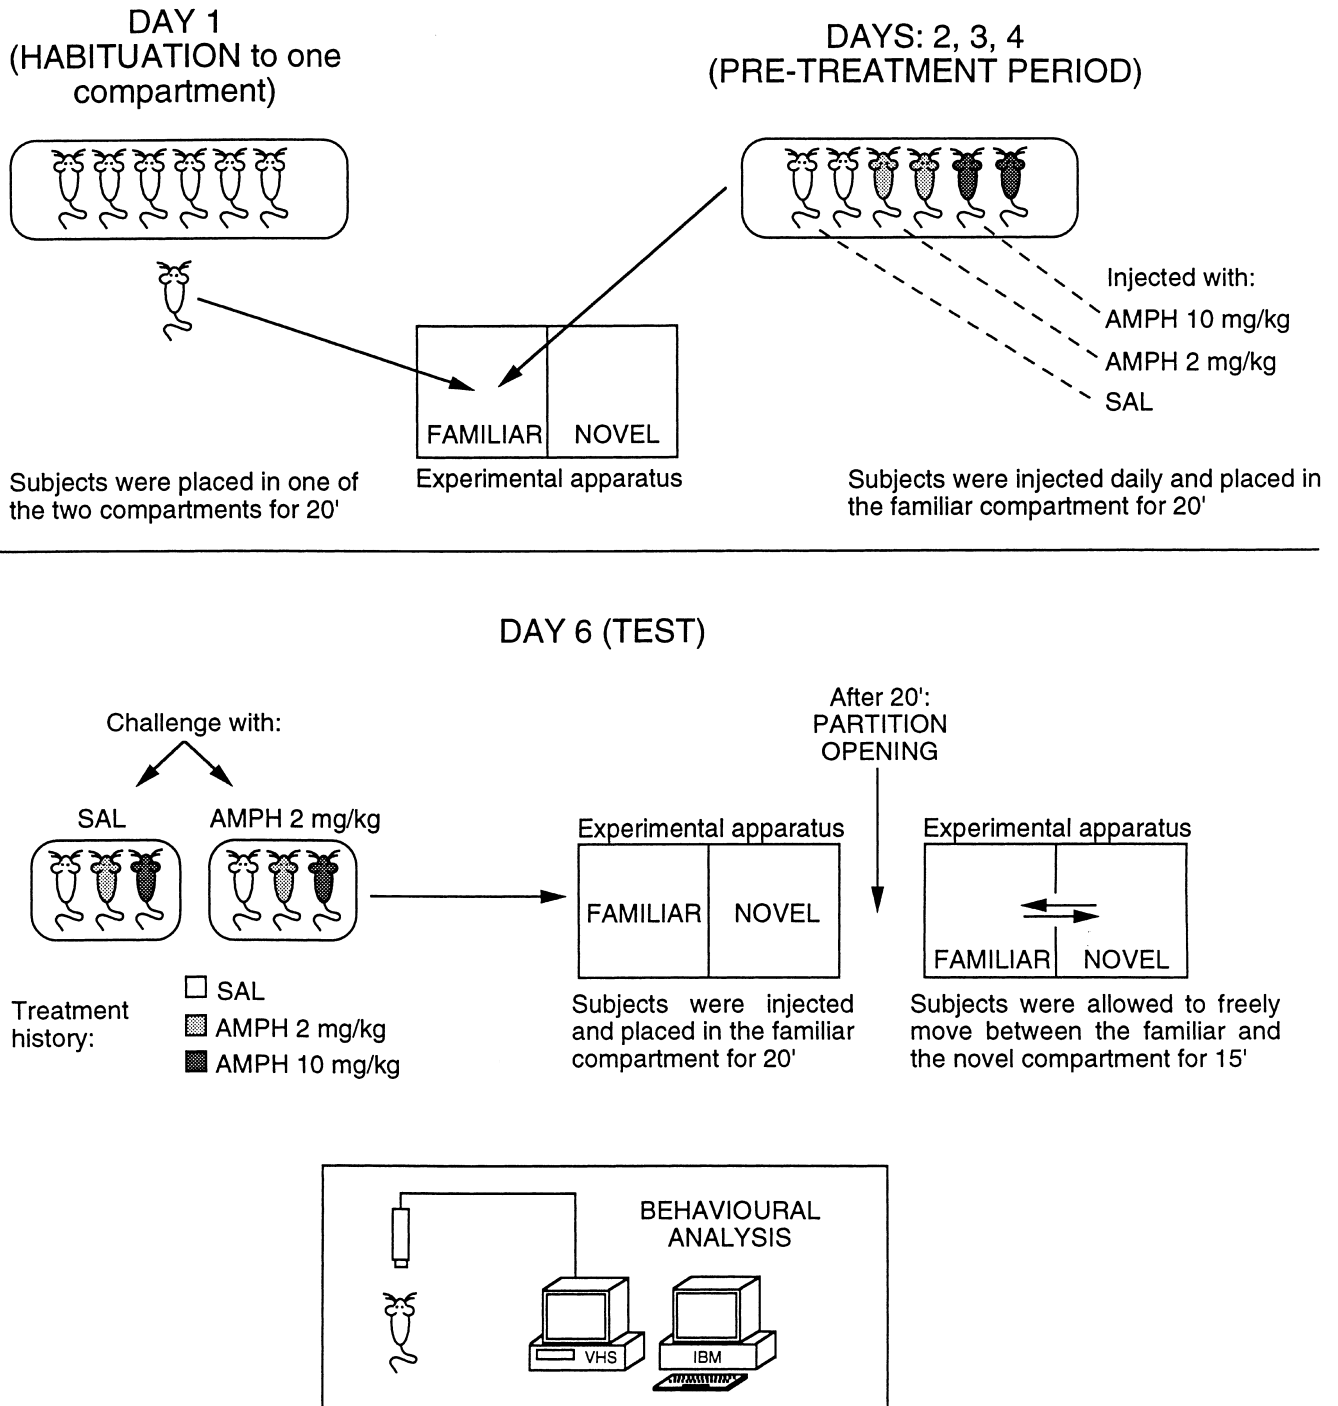 DAY 1
(HABITUATION to one
compartment)
DAYS: 2, 3, 4
(PRE-TREATMENT PERIOD)
Injected with:
AMPH 10 mg/kg
AMPH 2 mg/kg
SAL
FAMILIAR
NOVEL
Experimental apparatus
Subjects were placed in one of
the two compartments for 20'
Subjects were injected daily and placed in
the familiar compartment for 20'
DAY 6 (TEST)
Challenge with:
SAL
AMPH 2 mg/kg
After 20':
PARTITION
OPENING
Experimental apparatus
FAMILIAR
NOVEL
Experimental apparatus
FAMILIAR
NOVEL
Treatment
history:
SAL
AMPH 2 mg/kg
AMPH 10 mg/kg
Subjects were injected
and placed in the familiar
compartment for 20'
Subjects were allowed to freely
move between the familiar and
the novel compartment for 15'
BEHAVIOURAL
ANALYSIS
VHS
IBM